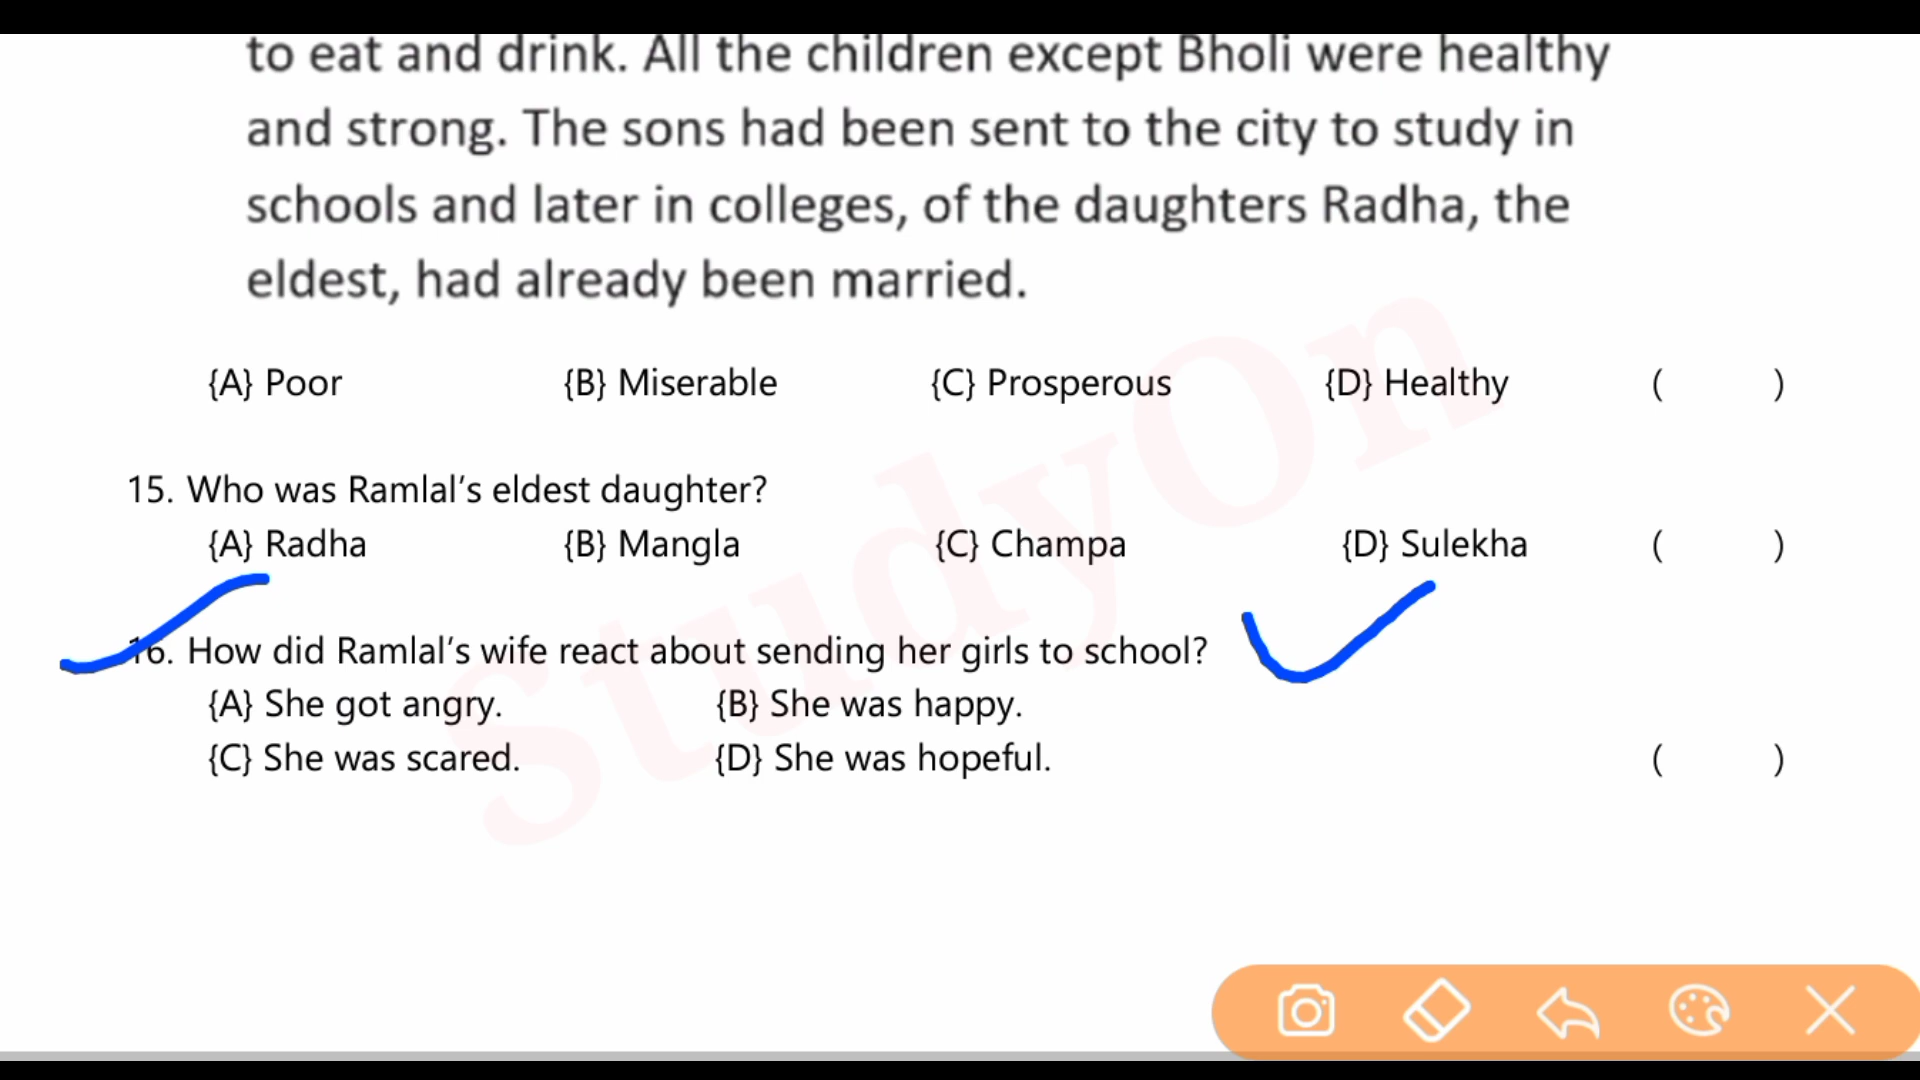 to eat and drink. All the children except Bholi were healthy
and strong. The sons had been sent to the city to study in
schools and later in colleges, of the daughters Radha, the
eldest, had already been married.
{A} Poor {B} Miserable {C} Prosperous {D} Healthy ( )
15. Who was Ramlal’s eldest daughter?
{A} Radha {B} Mangla {C} Champa {D} Sulekha ( )
16. How did Ramlal’s wife react about sending her girls to school?
{A} She got angry. {B} She was happy.
{C} She was scared. {D} She was hopeful. ( )
StudyOn